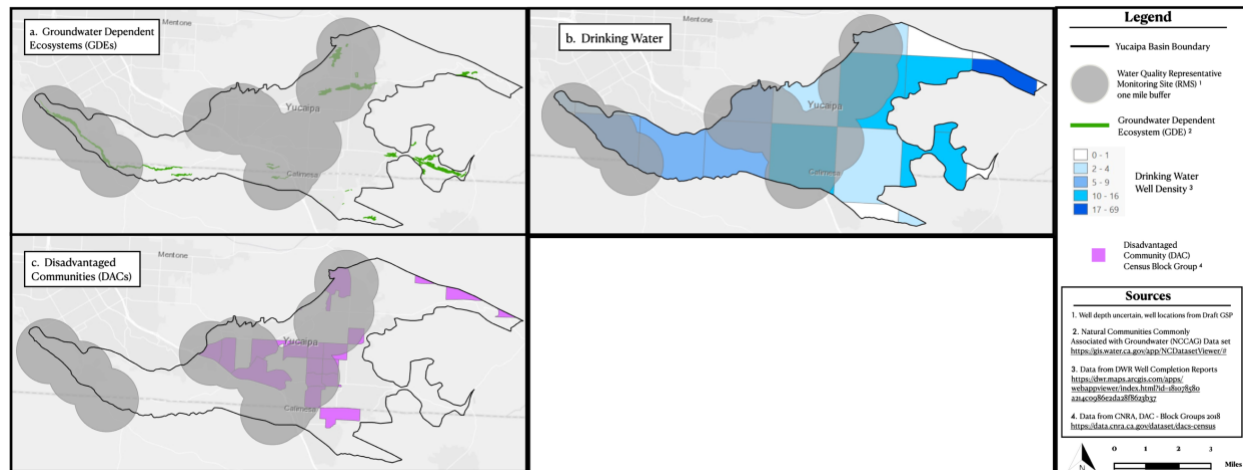 a. Groundwater Dependent
Ecosystems (GDEs)
Mentone
Yucaipa
Calimesa
b. Drinking Water
Yucaipa
Calimesa
c. Disadvantaged
Communities (DACs)
Mentone
Yucaipa
Calimesa
Legend
Yucaipa Basin Boundary
Water Quality Representative
Monitoring Site (RMS) 1
one mile buffer
Groundwater Dependent
Ecosystem (GDE) 2
0 - 1
2 - 4
5 - 9
10 - 16
17 - 69
Drinking Water
Well Density 3
Disadvantaged
Community (DAC)
Census Block Group 4
Sources
1. Well depth uncertain, well locations from Draft GSP
2. Natural Communities Commonly
Associated with Groundwater (NCCAG) Data set
https://gis.water.ca.gov/app/NCDatasetViewer/#
3. Data from DWR Well Completion Reports
https://dwr.maps.arcgis.com/apps/
webappviewer/index.html?id=181078580
a214c0986e2da28f8623b37
4. Data from CNRA, DAC - Block Groups 2018
https://data.cnra.ca.gov/dataset/dacs-census
N
0 1 2 3
Miles